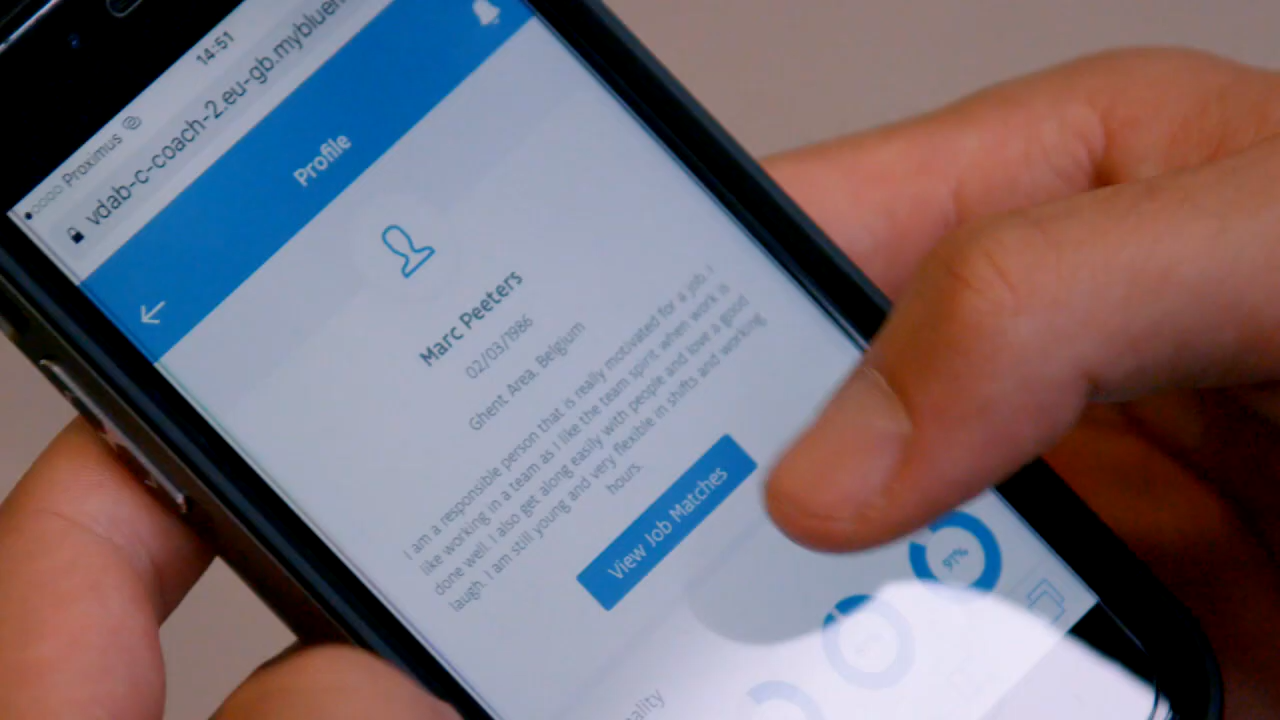 Proximus
14:51
vdab-c-coach-2.eu-gb.mybluem
Profile
Marc Peeters
02/03/1986
Ghent Area, Belgium
I am a responsible person that is really motivated for a job. I
like working in a team as I like the team spirit when work is
done well. I also get along easily with people and love a good
laugh. I am still young and very flexible in shifts and working
hours.
View Job Matches
97%
ality